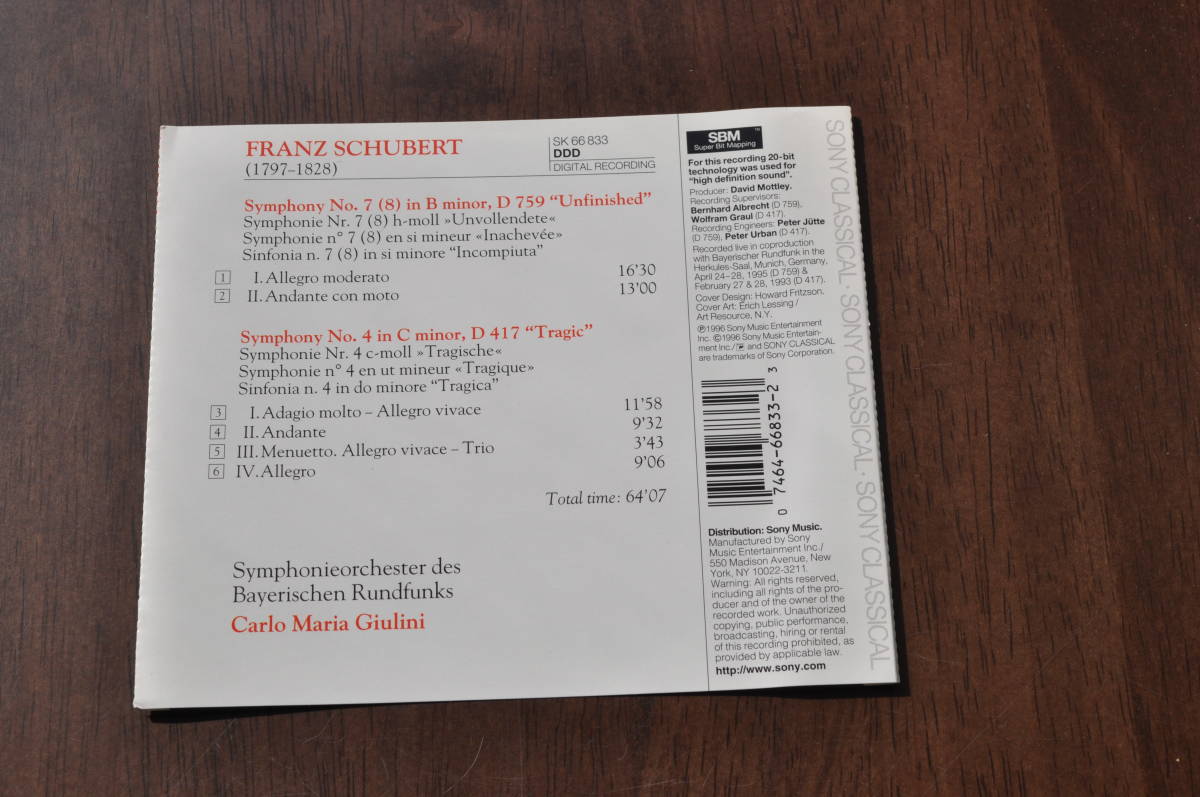 FRANZ SCHUBERT
(1797–1828)
SK 66 833
DDD
DIGITAL RECORDING
Symphony No. 7 (8) in B minor, D 759 “Unfinished”
Symphonie Nr. 7 (8) h-moll »Unvollendete«
Symphonie n° 7 (8) en si mineur «Inachevée»
Sinfonia n. 7 (8) in si minore “Incompiuta”
1 I. Allegro moderato 16’30
2 II. Andante con moto 13’00
Symphony No. 4 in C minor, D 417 “Tragic”
Symphonie Nr. 4 c-moll »Tragische«
Symphonie n° 4 en ut mineur «Tragique»
Sinfonia n. 4 in do minore “Tragica”
3 I. Adagio molto – Allegro vivace 11’58
4 II. Andante 9’32
5 III. Menuetto. Allegro vivace – Trio 3’43
6 IV. Allegro 9’06
Total time: 64’07
Symphonieorchester des
Bayerischen Rundfunks
Carlo Maria Giulini
SBM™
Super Bit Mapping
For this recording 20-bit
technology was used for
“high definition sound”.
Producer: David Mottley.
Recording Supervisors:
Bernhard Albrecht (D 759),
Wolfram Graul (D 417).
Recording Engineers: Peter Jütte
(D 759), Peter Urban (D 417).
Recorded live in coproduction
with Bayerischer Rundfunk in the
Herkules-Saal, Munich, Germany,
April 24–28, 1995 (D 759) &
February 27 & 28, 1993 (D 417).
Cover Design: Howard Fritzson.
Cover Art: Erich Lessing /
Art Resource, N.Y.
℗1996 Sony Music Entertainment
Inc. ©1996 Sony Music Entertain-
ment Inc./ and SONY CLASSICAL
are trademarks of Sony Corporation.
0 7464-66833-2 3
Distribution: Sony Music.
Manufactured by Sony
Music Entertainment Inc./
550 Madison Avenue, New
York, NY 10022-3211.
Warning: All rights reserved,
including all rights of the pro-
ducer and of the owner of the
recorded work. Unauthorized
copying, public performance,
broadcasting, hiring or rental
of this recording prohibited, as
provided by applicable law.
http://www.sony.com
SONY CLASSICAL · SONY CLASSICAL · SONY CLASSICAL